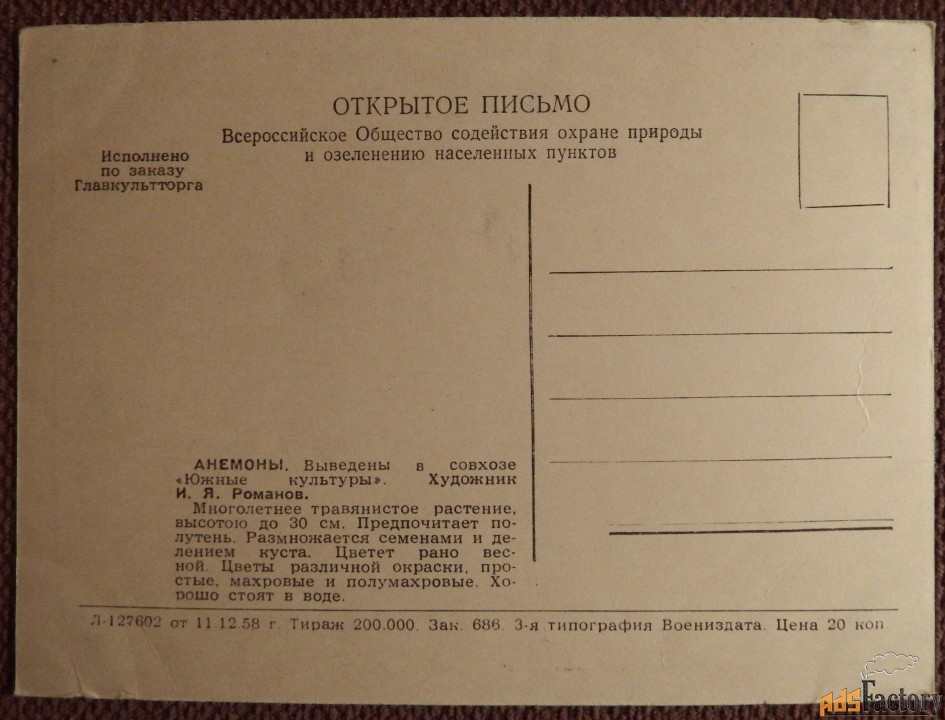 ОТКРЫТОЕ ПИСЬМО
Всероссийское Общество содействия охране природы
и озеленению населенных пунктов
Исполнено
по заказу
Главкультторга
АНЕМОНЫ. Выведены в совхозе
«Южные культуры». Художник
И. Я. Романов.
Многолетнее травянистое растение,
высотою до 30 см. Предпочитает по-
лутень. Размножается семенами и де-
лением куста. Цветет рано вес-
ной. Цветы различной окраски, про-
стые, махровые и полумахровые. Хо-
рошо стоят в воде.
Л-127602 от 11.12.58 г. Тираж 200.000. Зак. 686. 3-я типография Воениздата. Цена 20 коп
AdsFactory